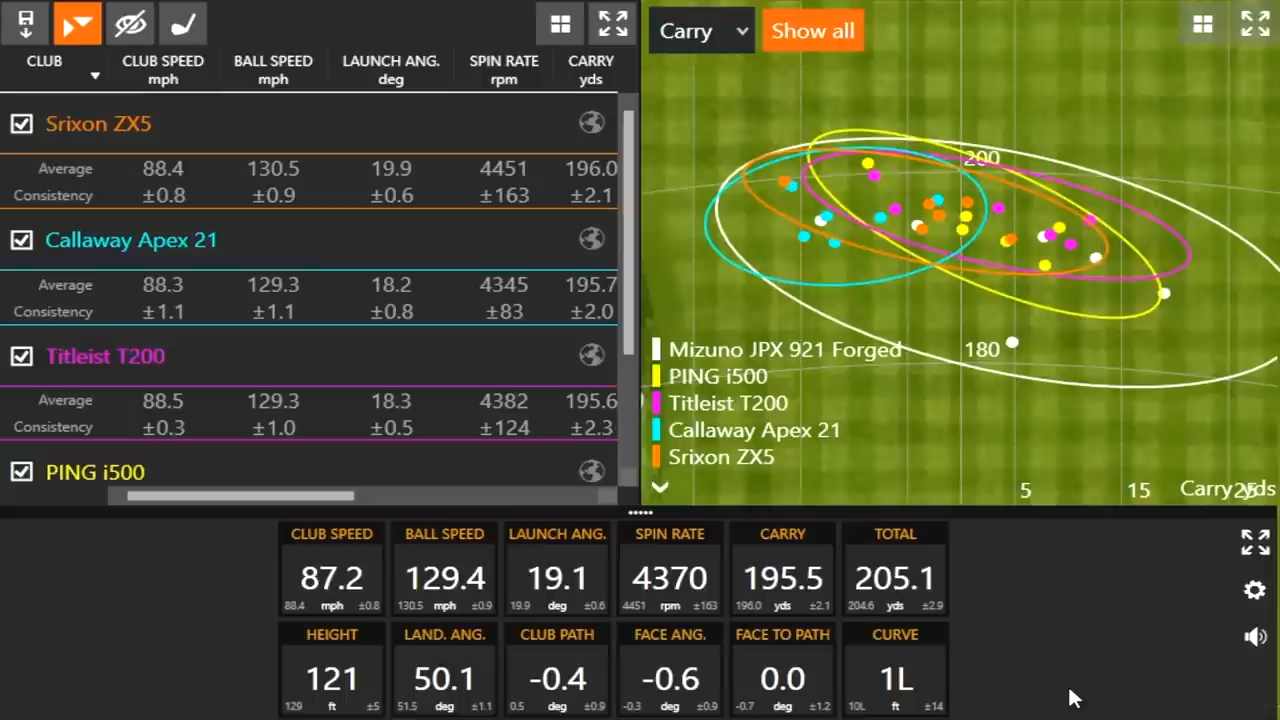 CLUB
CLUB SPEED
mph
BALL SPEED
mph
LAUNCH ANG.
deg
SPIN RATE
rpm
CARRY
yds
Srixon ZX5
Average 88.4 130.5 19.9 4451 196.0
Consistency ±0.8 ±0.9 ±0.6 ±163 ±2.1
Callaway Apex 21
Average 88.3 129.3 18.2 4345 195.7
Consistency ±1.1 ±1.1 ±0.8 ±83 ±2.0
Titleist T200
Average 88.5 129.3 18.3 4382 195.6
Consistency ±0.3 ±1.0 ±0.5 ±124 ±2.3
PING i500
Carry
Show all
200
180
Mizuno JPX 921 Forged
PING i500
Titleist T200
Callaway Apex 21
Srixon ZX5
5 15 25
Carry yds
CLUB SPEED
87.2
88.4 mph ±0.8
BALL SPEED
129.4
130.5 mph ±0.9
LAUNCH ANG.
19.1
19.9 deg ±0.6
SPIN RATE
4370
4451 rpm ±163
CARRY
195.5
196.0 yds ±2.1
TOTAL
205.1
204.6 yds ±2.9
HEIGHT
121
129 ft ±5
LAND. ANG.
50.1
51.5 deg ±1.1
CLUB PATH
-0.4
0.5 deg ±0.9
FACE ANG.
-0.6
-0.3 deg ±0.9
FACE TO PATH
0.0
-0.7 deg ±1.2
CURVE
1L
10L ft ±14